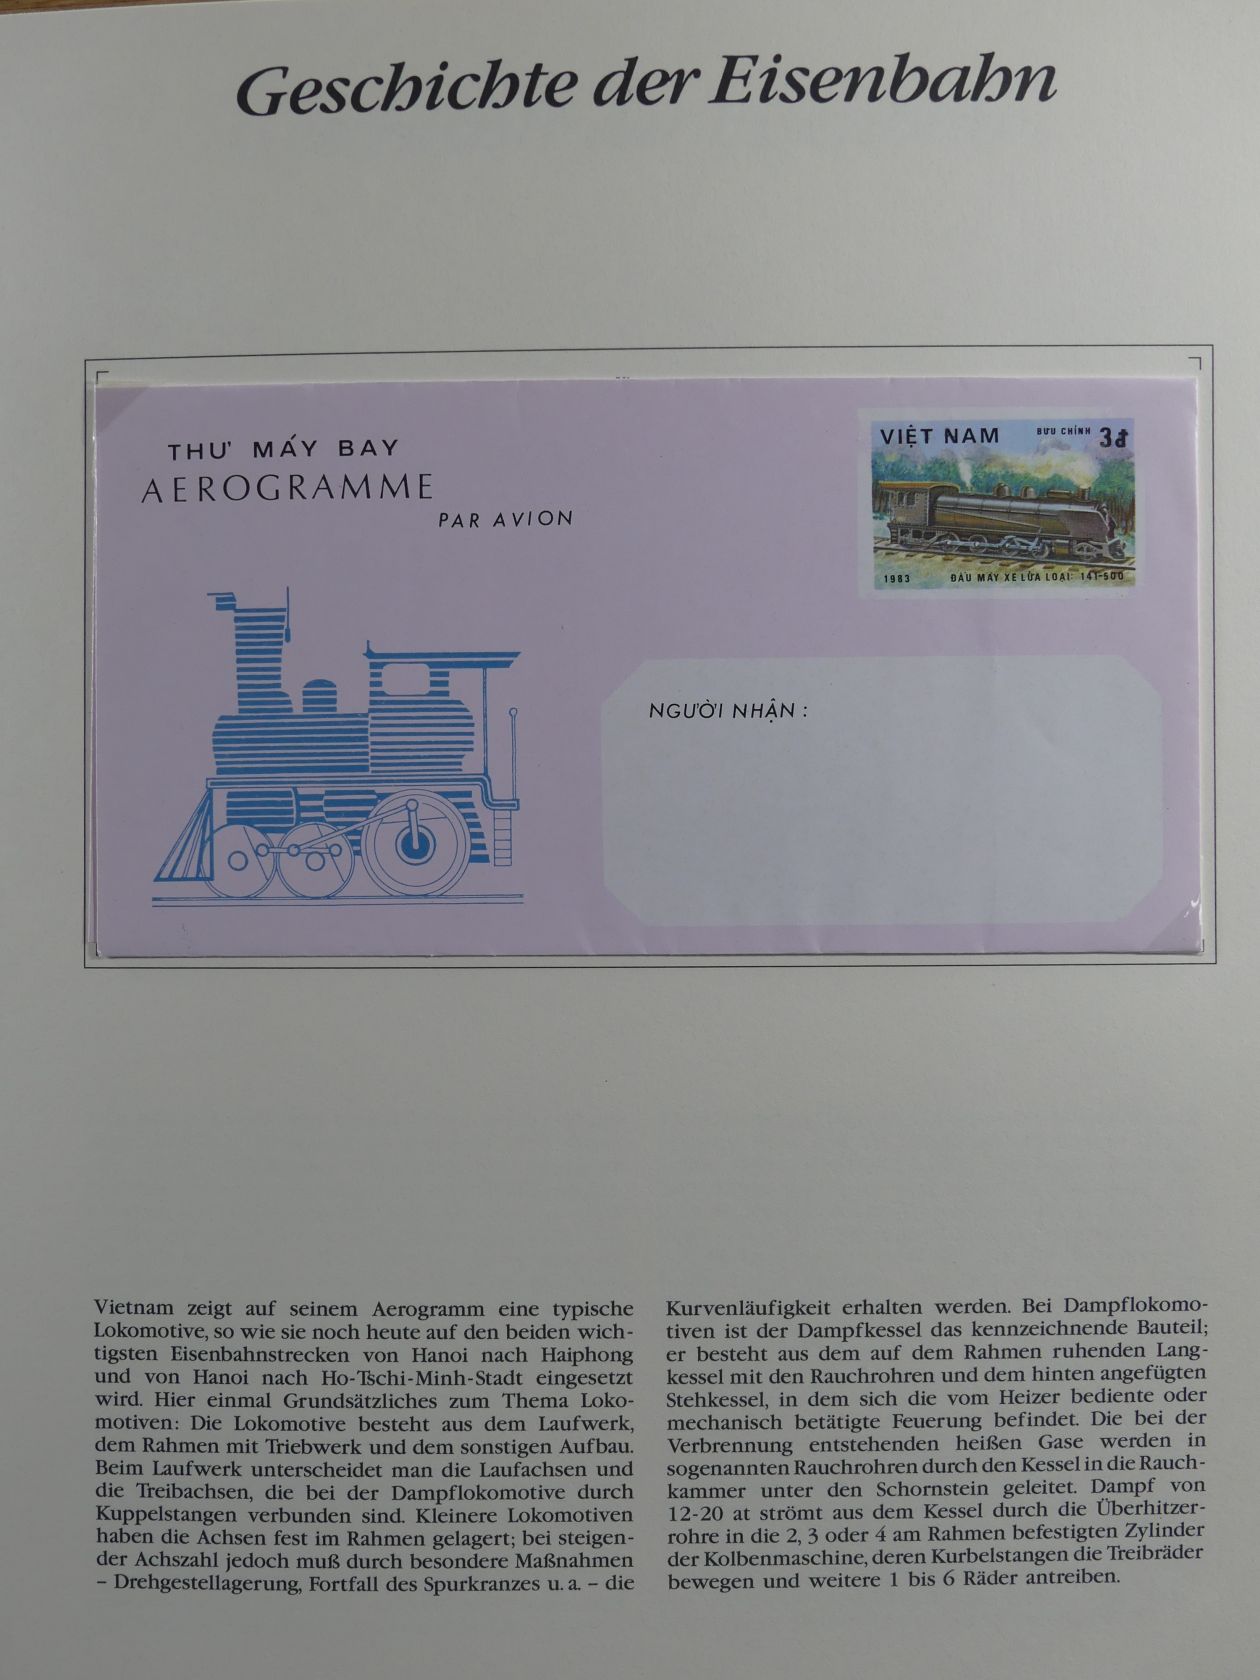 Geschichte der Eisenbahn
THƯ MÁY BAY
AEROGRAMME
PAR AVION
VIỆT NAM
BƯU CHÍNH 3đ
1983 ĐẦU MÁY XE LỬA LOẠI: 141-500
NGƯỜI NHẬN :
Vietnam zeigt auf seinem Aerogramm eine typische
Lokomotive, so wie sie noch heute auf den beiden wich-
tigsten Eisenbahnstrecken von Hanoi nach Haiphong
und von Hanoi nach Ho-Tschi-Minh-Stadt eingesetzt
wird. Hier einmal Grundsätzliches zum Thema Loko-
motiven: Die Lokomotive besteht aus dem Laufwerk,
dem Rahmen mit Triebwerk und dem sonstigen Aufbau.
Beim Laufwerk unterscheidet man die Laufachsen und
die Treibachsen, die bei der Dampflokomotive durch
Kuppelstangen verbunden sind. Kleinere Lokomotiven
haben die Achsen fest im Rahmen gelagert; bei steigen-
der Achszahl jedoch muß durch besondere Maßnahmen
– Drehgestellagerung, Fortfall des Spurkranzes u. a. – die
Kurvenläufigkeit erhalten werden. Bei Dampflokomo-
tiven ist der Dampfkessel das kennzeichnende Bauteil;
er besteht aus dem auf dem Rahmen ruhenden Lang-
kessel mit den Rauchrohren und dem hinten angefügten
Stehkessel, in dem sich die vom Heizer bediente oder
mechanisch betätigte Feuerung befindet. Die bei der
Verbrennung entstehenden heißen Gase werden in
sogenannten Rauchrohren durch den Kessel in die Rauch-
kammer unter den Schornstein geleitet. Dampf von
12-20 at strömt aus dem Kessel durch die Überhitzer-
rohre in die 2, 3 oder 4 am Rahmen befestigten Zylinder
der Kolbenmaschine, deren Kurbelstangen die Treibräder
bewegen und weitere 1 bis 6 Räder antreiben.